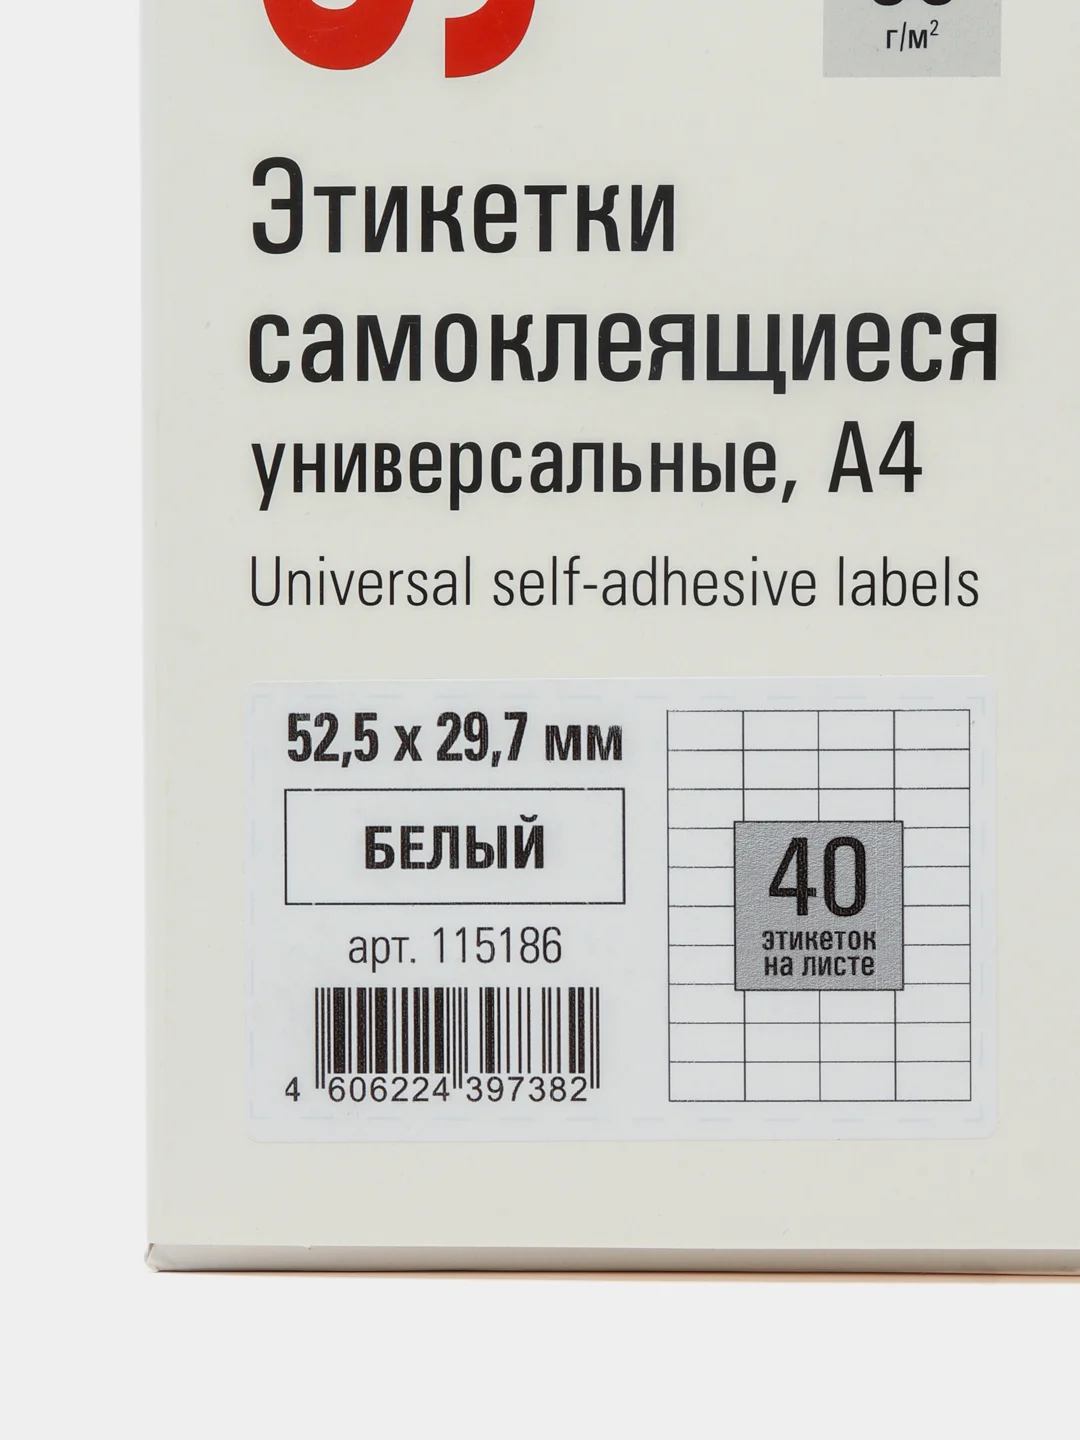 г/м²
Этикетки
самоклеящиеся
универсальные, А4
Universal self-adhesive labels
52,5 x 29,7 мм
БЕЛЫЙ
арт. 115186
4 606224 397382
40
этикеток
на листе